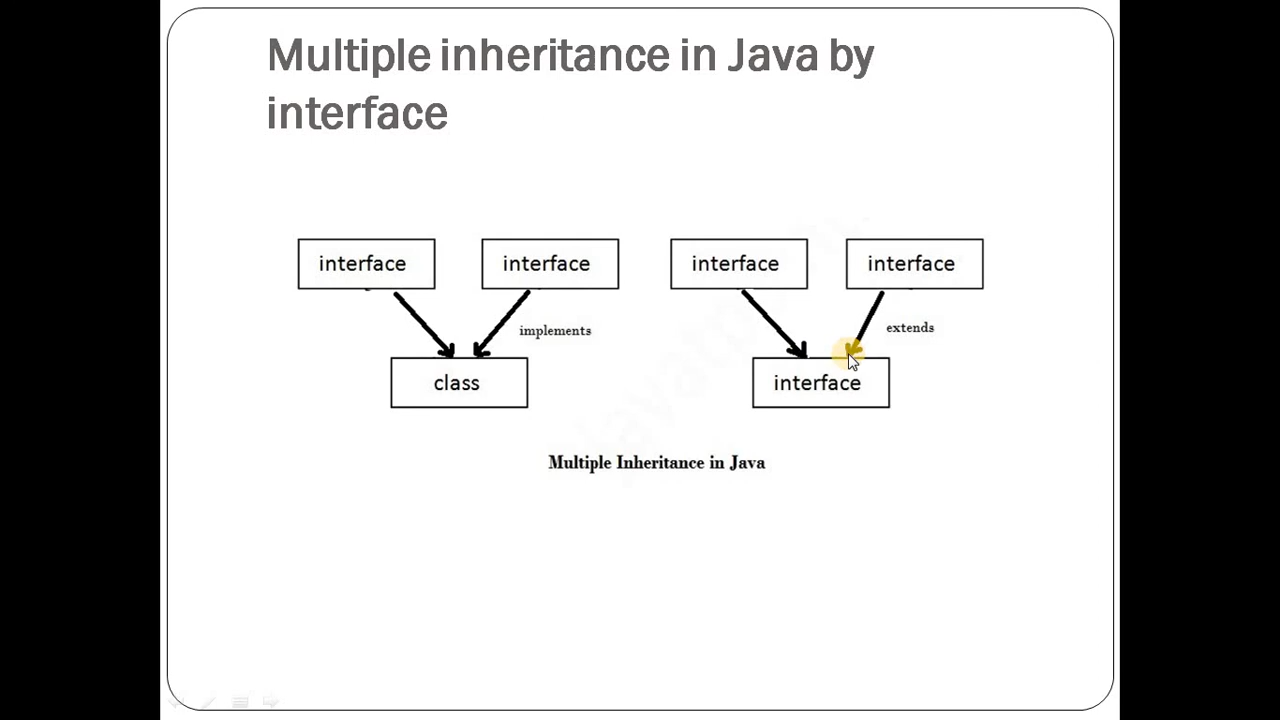 Multiple inheritance in Java by
interface
interface interface interface interface
implements extends
class interface
Multiple Inheritance in Java